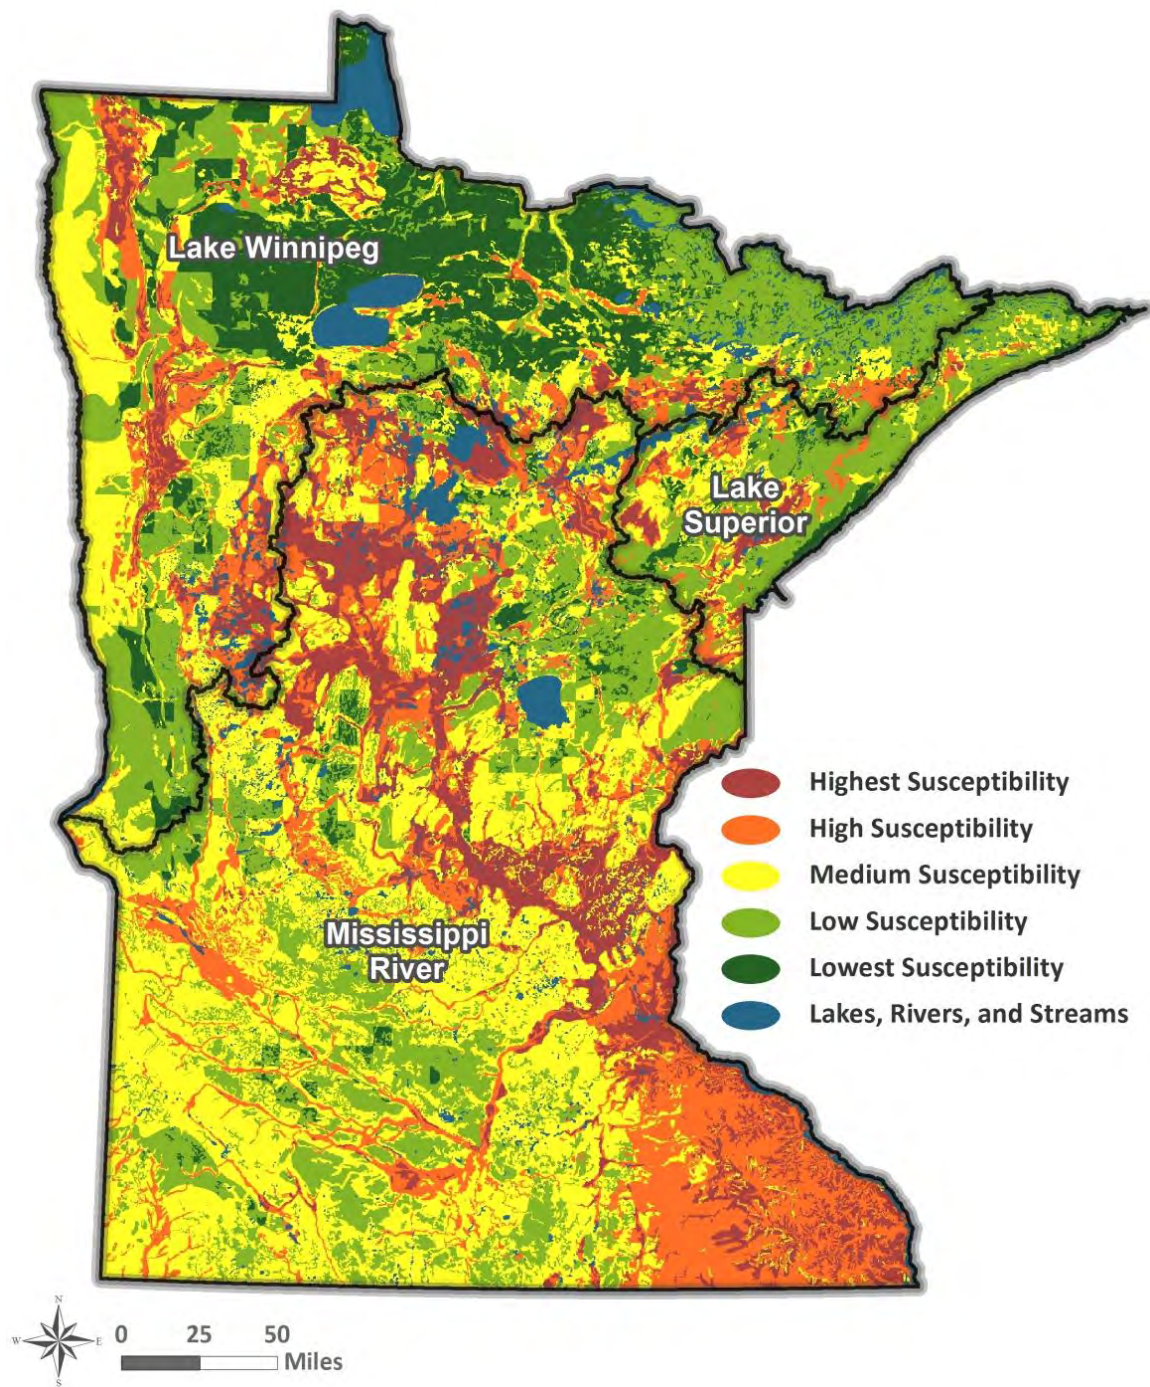 Lake Winnipeg
Lake
Superior
Mississippi
River
Highest Susceptibility
High Susceptibility
Medium Susceptibility
Low Susceptibility
Lowest Susceptibility
Lakes, Rivers, and Streams
N
W
E
S
0 25 50
Miles